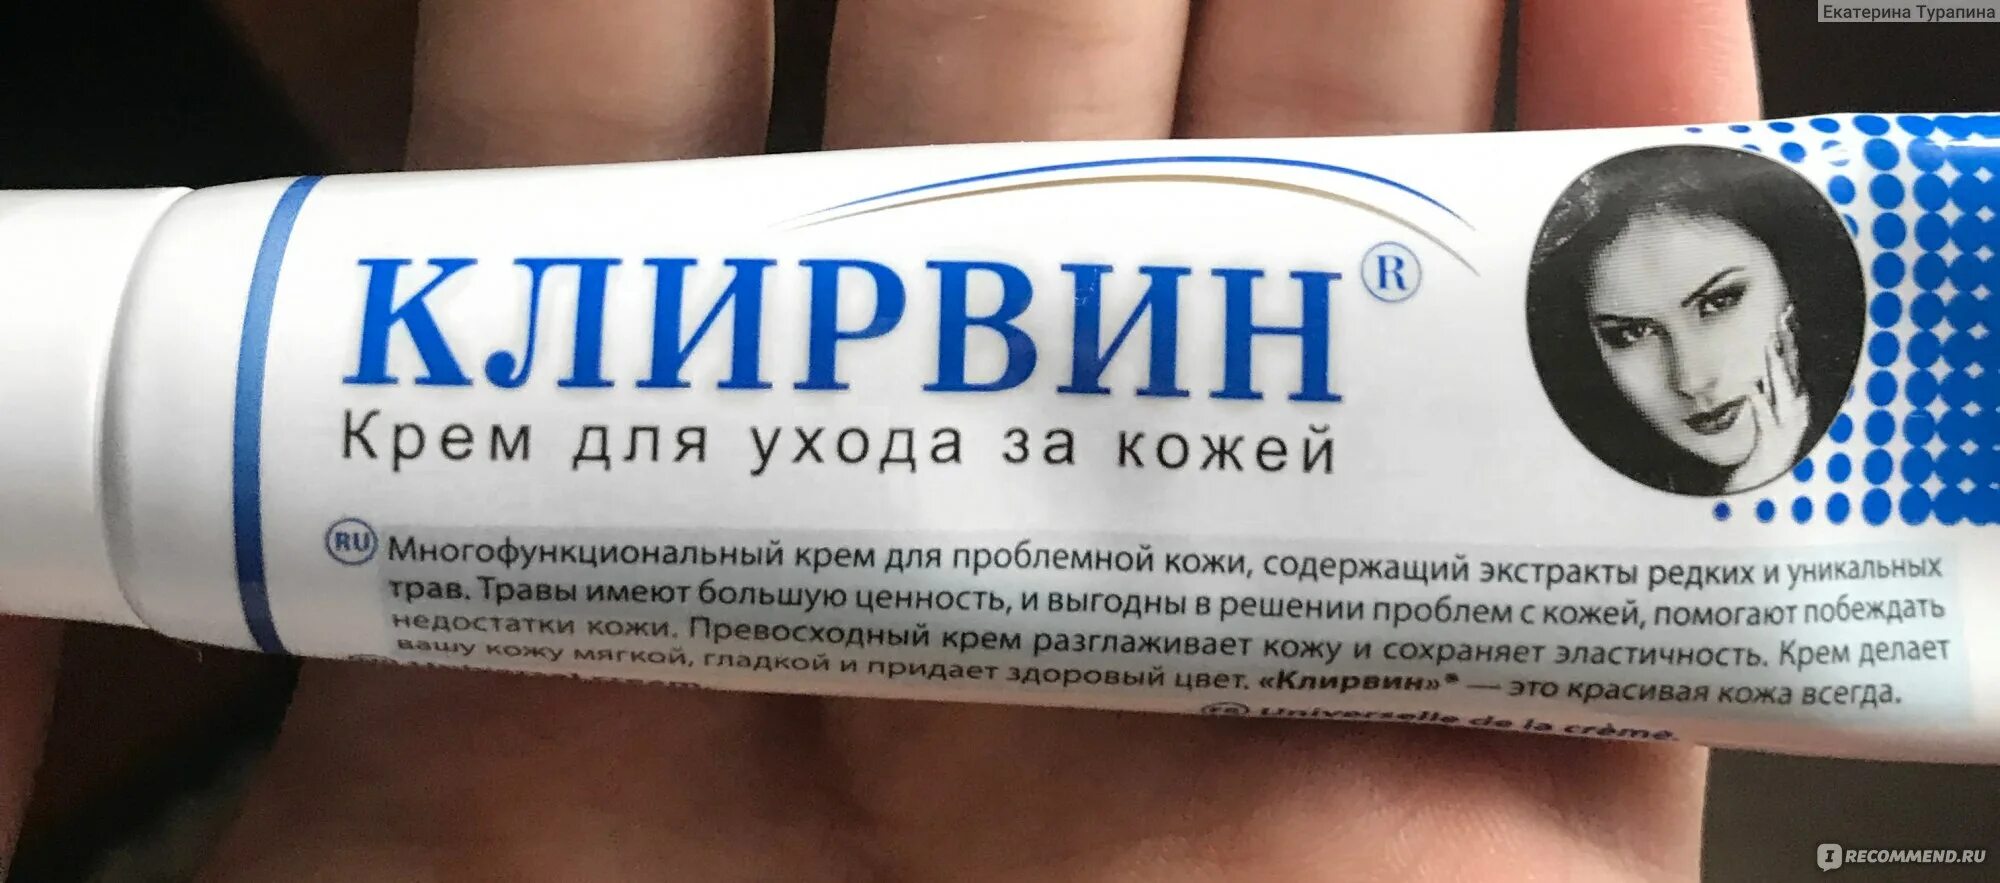 Екатерина Турапина
КЛИРВИН ®
Крем для ухода за кожей
RU Многофункциональный крем для проблемной кожи, содержащий экстракты редких и уникальных
трав. Травы имеют большую ценность, и выгодны в решении проблем с кожей, помогают побеждать
недостатки кожи. Превосходный крем разглаживает кожу и сохраняет эластичность. Крем делает
вашу кожу мягкой, гладкой и придает здоровый цвет. «Клирвин»® — это красивая кожа всегда.
Universelle de la crème.
IRECOMMEND.RU